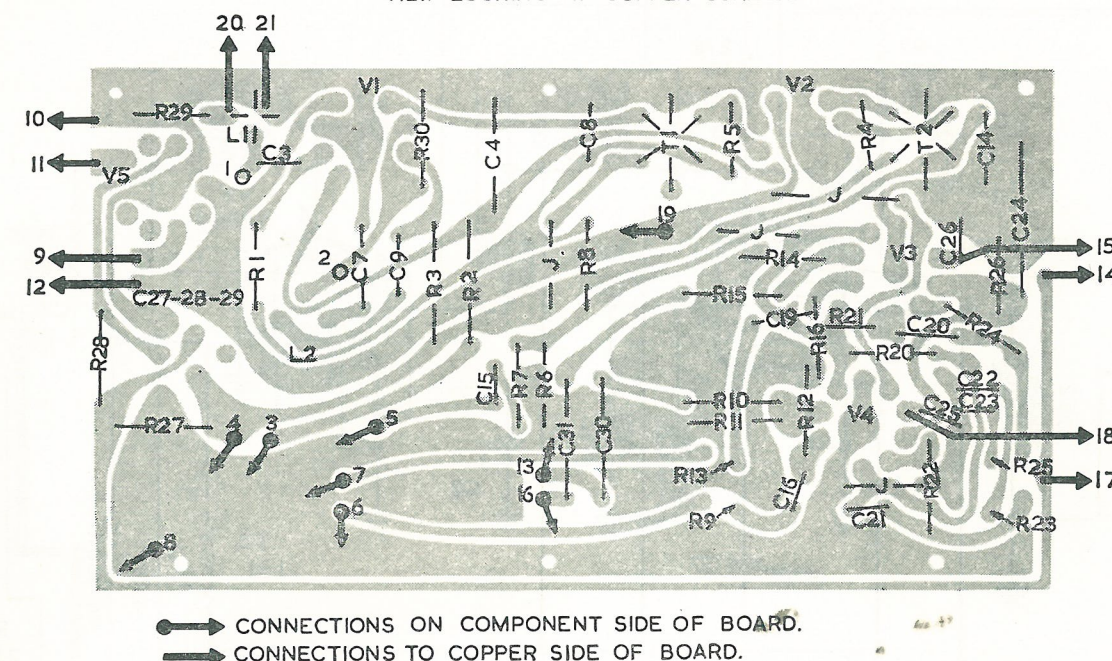 20 21
V1 V2
10 R29 L11 R30 C4 C8 T1 R5 R4 T2 C14
11 V5 1 O C3
19 J C24
9 R1 2 O C7 C9 R3 R2 J R8 J R14 V3 C26 15
12 C27-28-29 R15 R26 14
C19 R16 R21 C20 R24
R28 L2 R20
C15 R7 R6 C22
R10 R12 C23
R27 4 3 5 C31 C30 R11 V4 C25 18
7 13 R13 R22 R25 17
6 16 R9 C16 J C21 R23
8
CONNECTIONS ON COMPONENT SIDE OF BOARD.
CONNECTIONS TO COPPER SIDE OF BOARD.